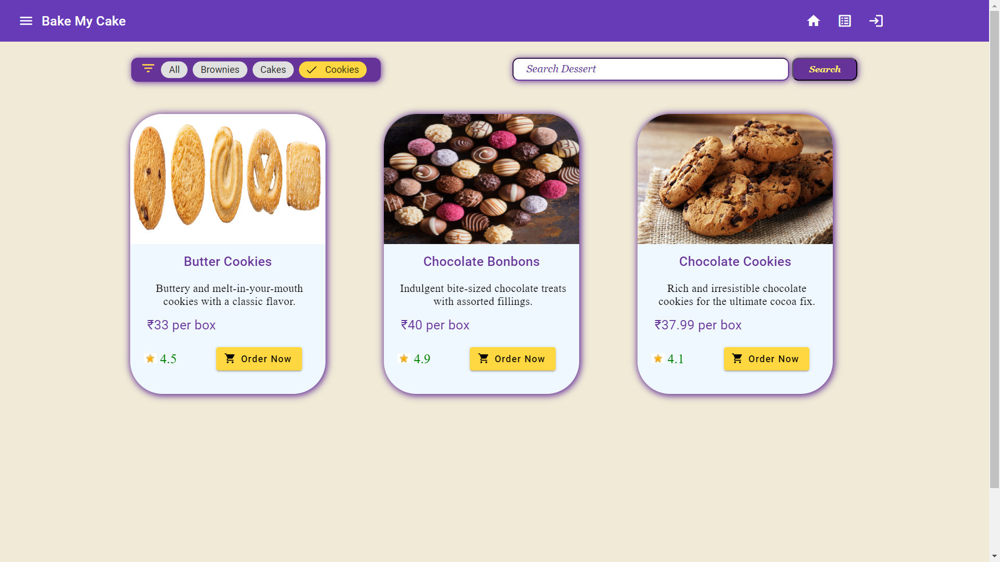 Bake My Cake
All Brownies Cakes Cookies
Search Dessert Search
Butter Cookies
Buttery and melt-in-your-mouth
cookies with a classic flavor.
₹33 per box
4.5 Order Now
Chocolate Bonbons
Indulgent bite-sized chocolate treats
with assorted fillings.
₹40 per box
4.9 Order Now
Chocolate Cookies
Rich and irresistible chocolate
cookies for the ultimate cocoa fix.
₹37.99 per box
4.1 Order Now